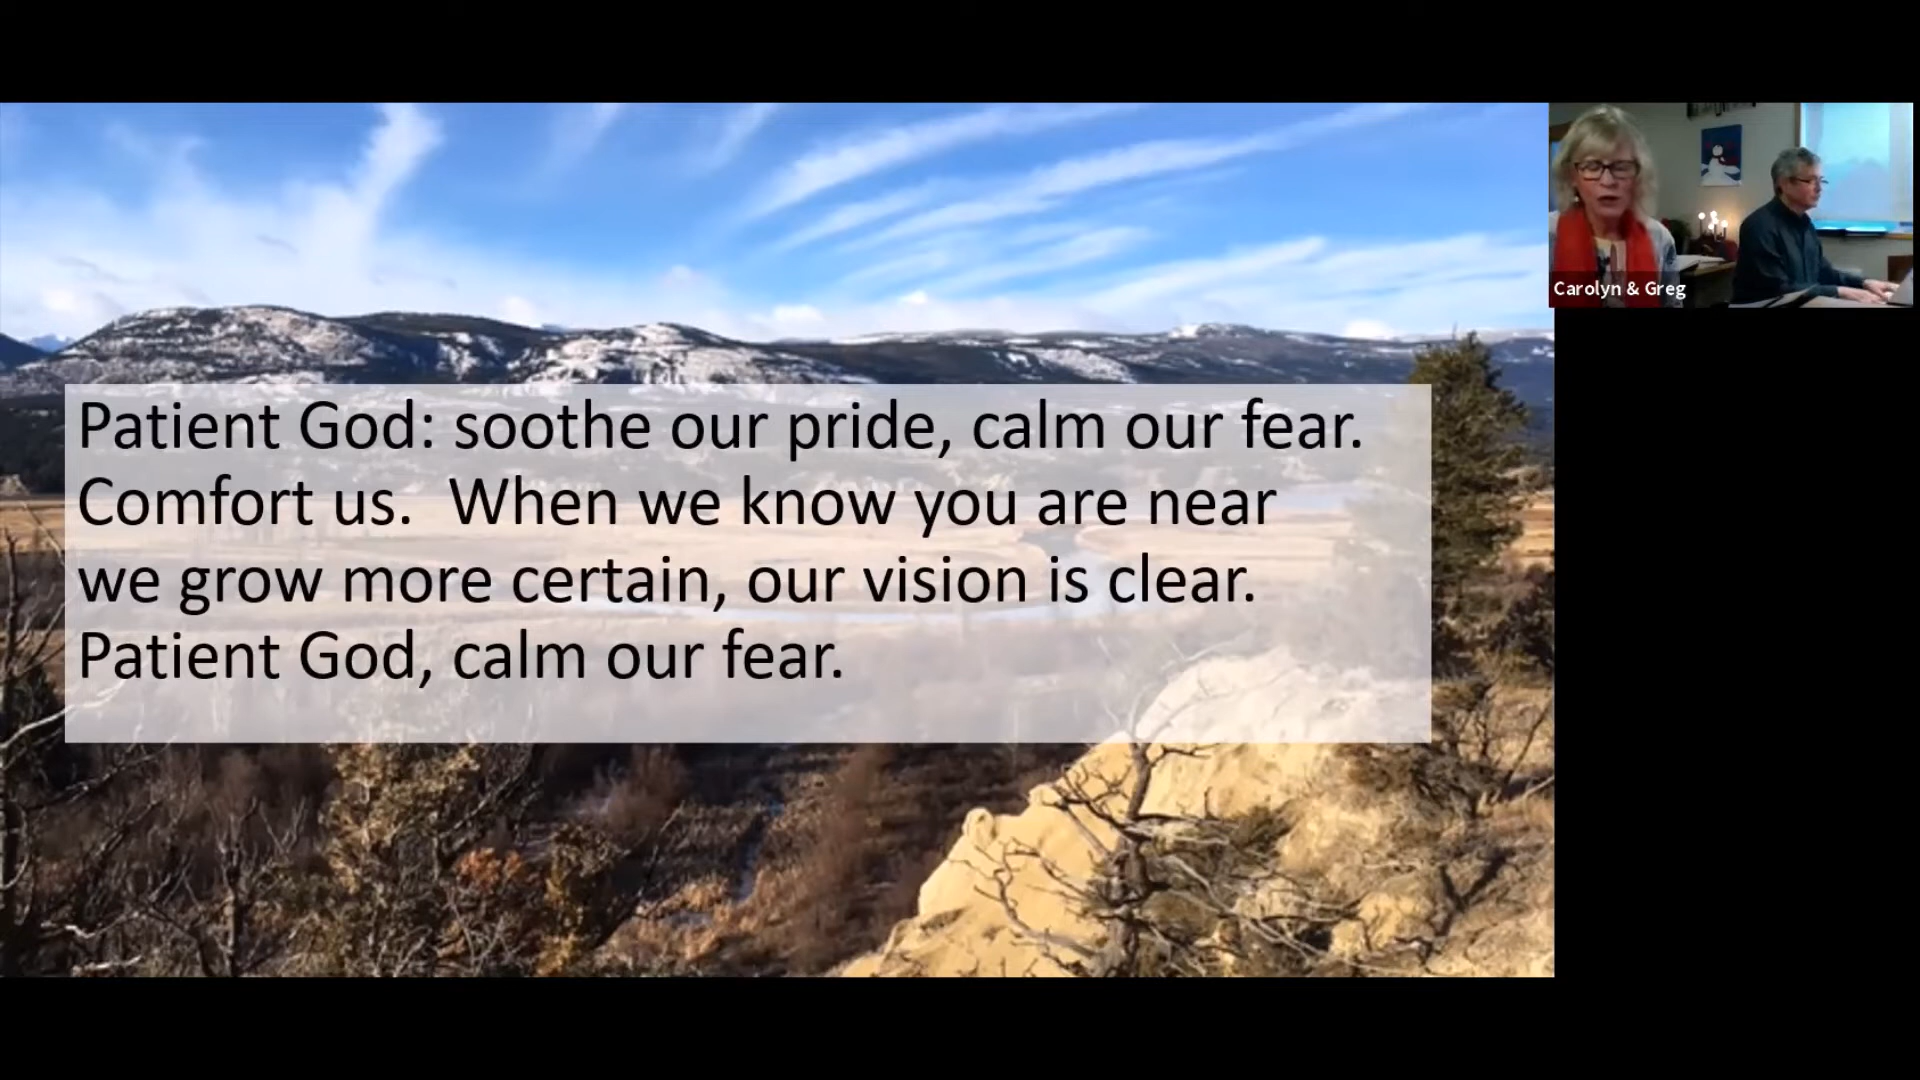 Patient God: soothe our pride, calm our fear.
Comfort us.  When we know you are near
we grow more certain, our vision is clear.
Patient God, calm our fear.
Carolyn & Greg